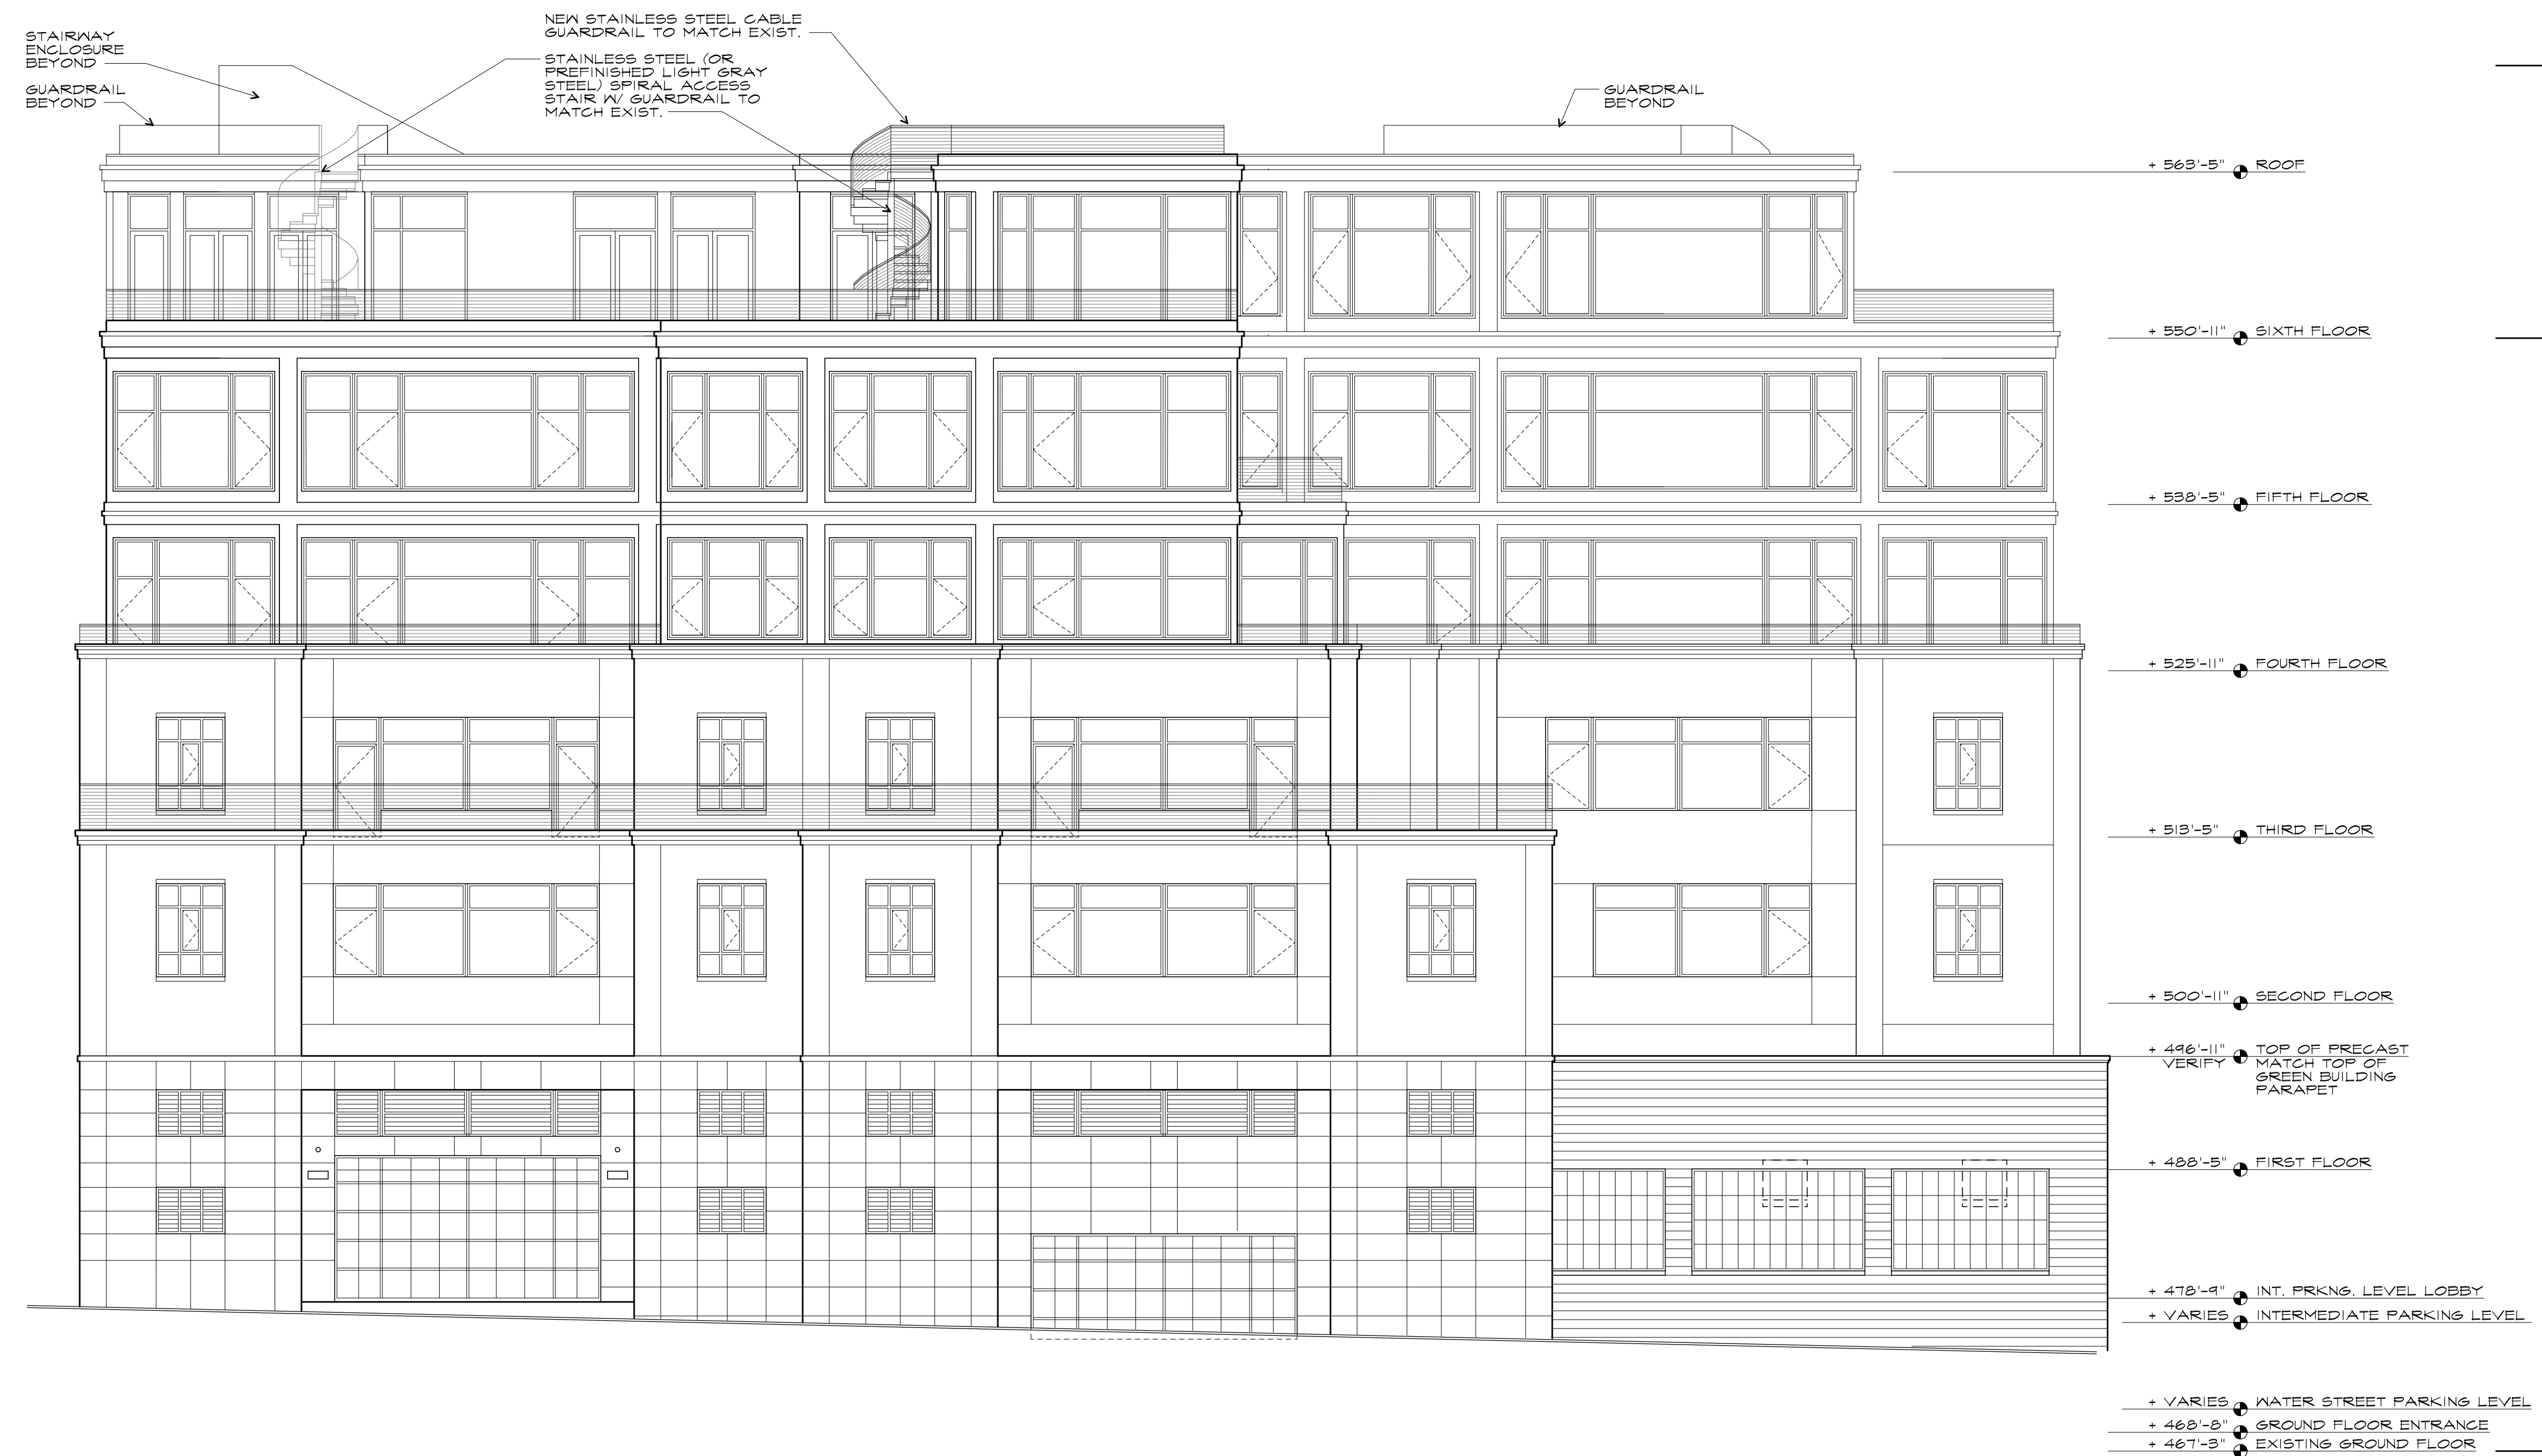 STAIRWAY
ENCLOSURE
BEYOND
GUARDRAIL
BEYOND
NEW STAINLESS STEEL CABLE
GUARDRAIL TO MATCH EXIST.
STAINLESS STEEL (OR
PREFINISHED LIGHT GRAY
STEEL) SPIRAL ACCESS
STAIR W/ GUARDRAIL TO
MATCH EXIST.
GUARDRAIL
BEYOND
+ 563'-5" ROOF
+ 550'-11" SIXTH FLOOR
+ 538'-5" FIFTH FLOOR
+ 525'-11" FOURTH FLOOR
+ 513'-5" THIRD FLOOR
+ 500'-11" SECOND FLOOR
+ 496'-11" TOP OF PRECAST
VERIFY MATCH TOP OF
GREEN BUILDING
PARAPET
+ 488'-5" FIRST FLOOR
+ 478'-9" INT. PRKNG. LEVEL LOBBY
+ VARIES INTERMEDIATE PARKING LEVEL
+ VARIES WATER STREET PARKING LEVEL
+ 468'-8" GROUND FLOOR ENTRANCE
+ 467'-3" EXISTING GROUND FLOOR